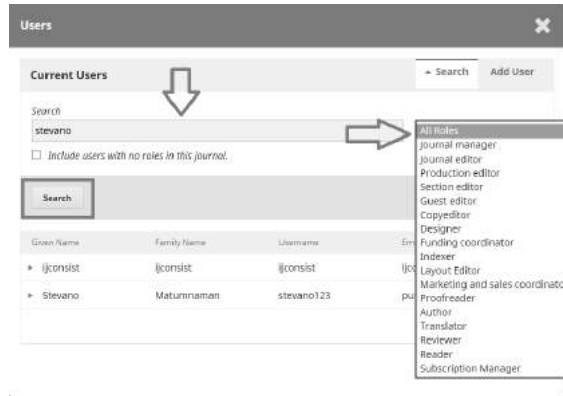 Users
Current Users
Search
Add User
Search
stevano
Include users with no roles in this journal.
Search
Given Name Family Name Username
ijconsist ijconsist ijconsist
Stevano Matumnaman stevano123
All Roles
Journal manager
Journal editor
Production editor
Section editor
Guest editor
Copyeditor
Designer
Funding coordinator
Indexer
Layout Editor
Marketing and sales coordinato
Proofreader
Author
Translator
Reviewer
Reader
Subscription Manager